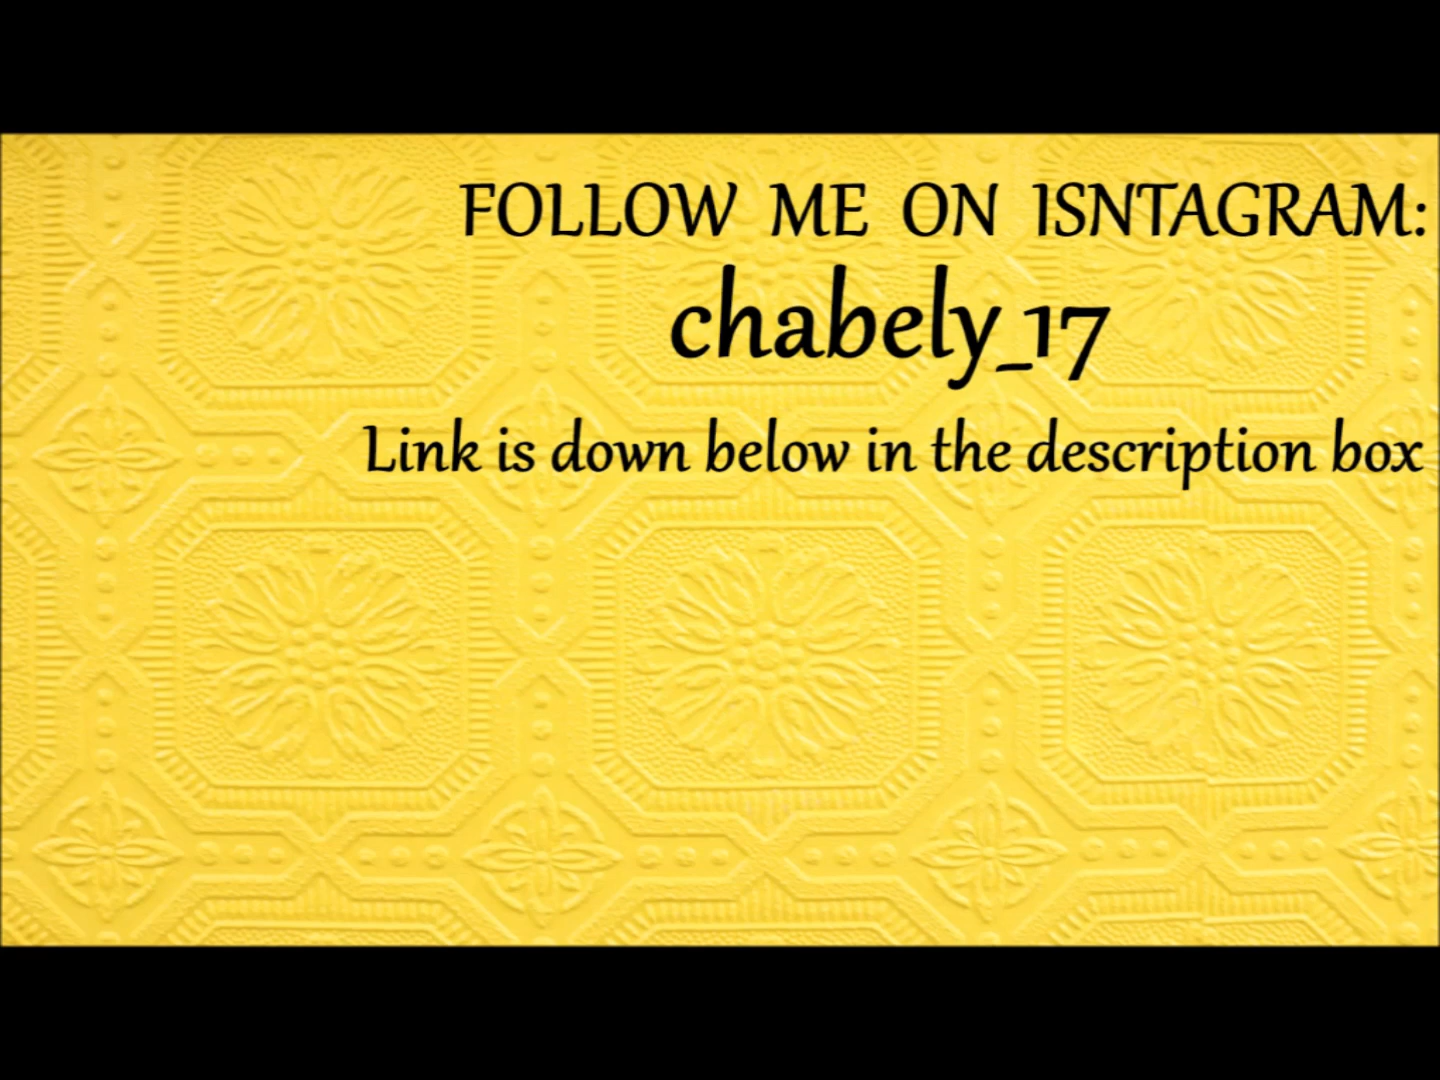 FOLLOW ME ON ISNTAGRAM:
chabely_17
Link is down below in the description box